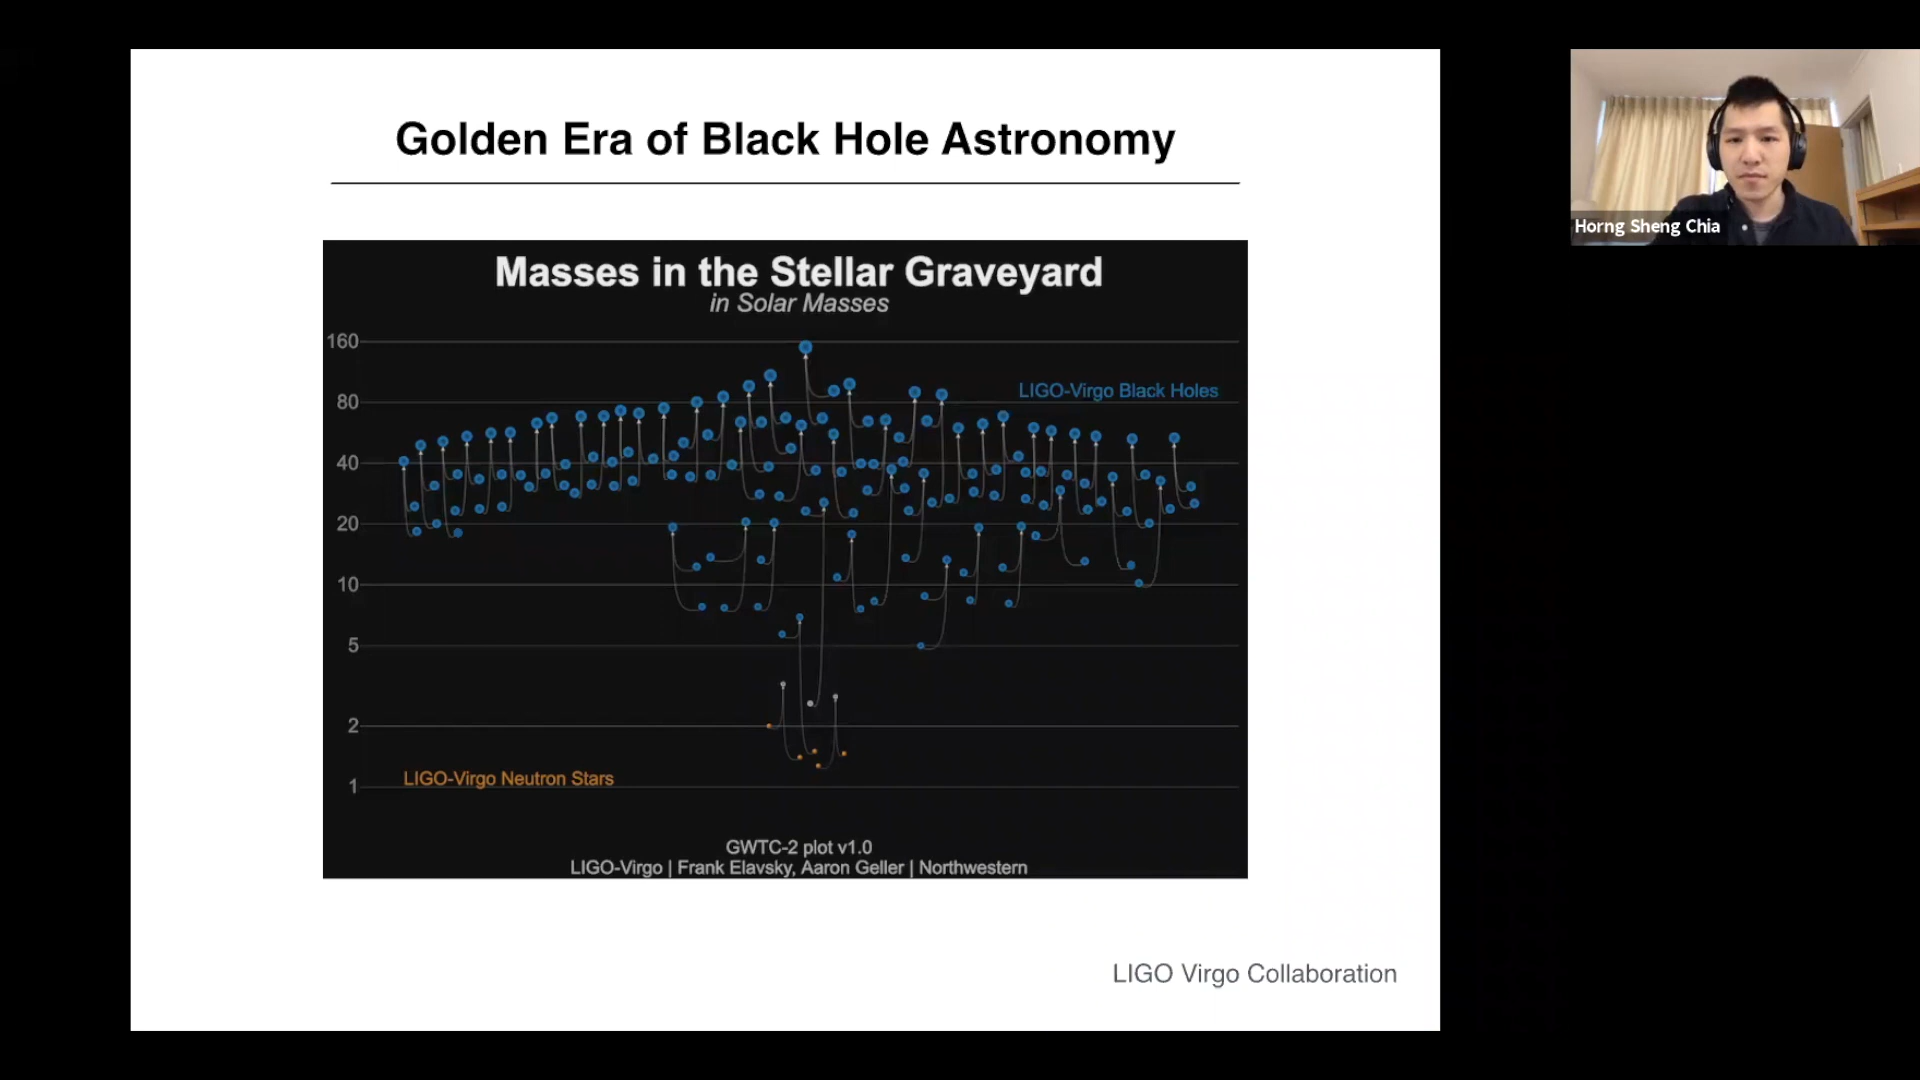 Golden Era of Black Hole Astronomy
Horng Sheng Chia
Masses in the Stellar Graveyard
in Solar Masses
160
LIGO-Virgo Black Holes
80
40
20
10
5
2
LIGO-Virgo Neutron Stars
1
GWTC-2 plot v1.0
LIGO-Virgo | Frank Elavsky, Aaron Geller | Northwestern
LIGO Virgo Collaboration